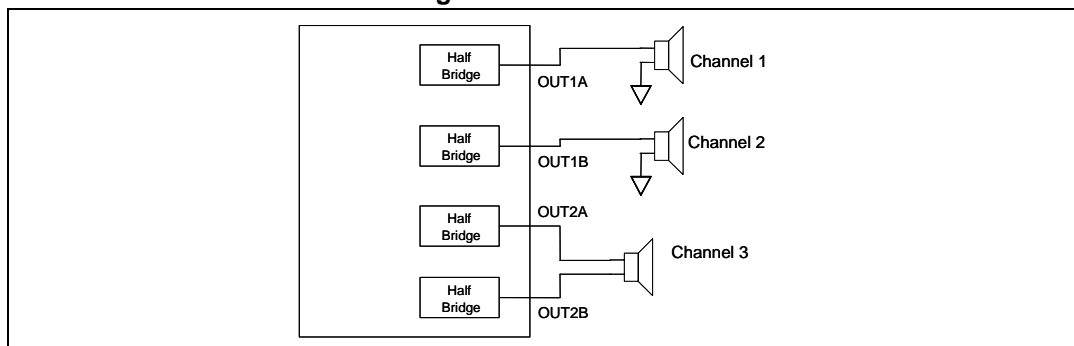 Half
Bridge
OUT1A
Channel 1
Half
Bridge
OUT1B
Channel 2
Half
Bridge
OUT2A
Channel 3
Half
Bridge
OUT2B